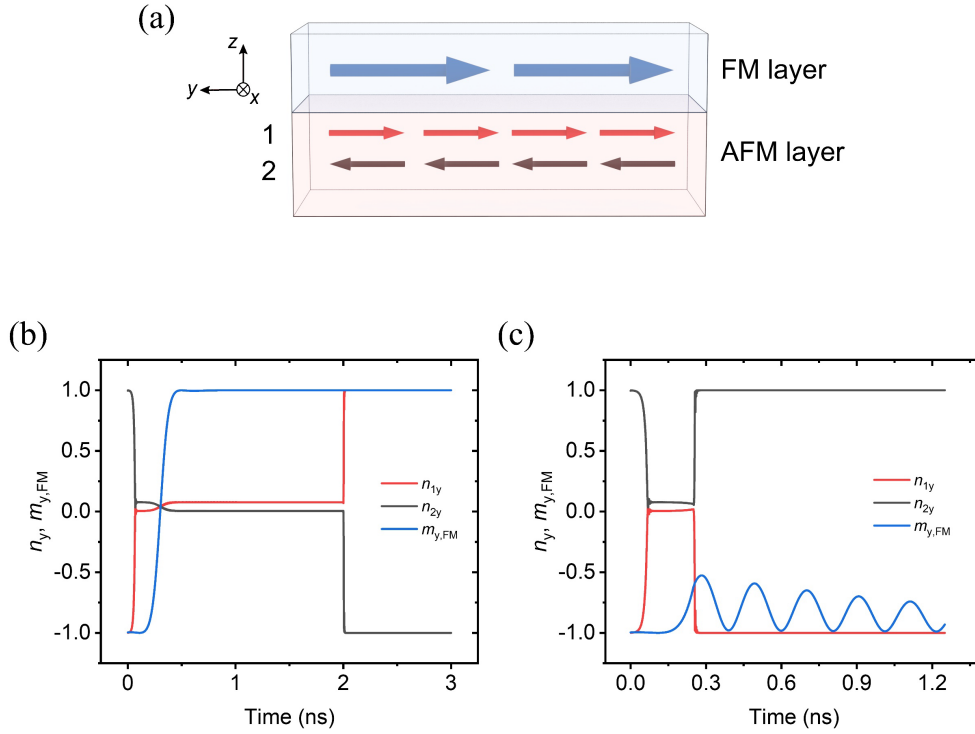 (a)
z
y
x
FM layer
1
2
AFM layer
(b)
1.0
0.5
0.0
-0.5
-1.0
n_y, m_y,FM
n_1y
n_2y
m_y,FM
0 1 2 3
Time (ns)
(c)
1.0
0.5
0.0
-0.5
-1.0
n_y, m_y,FM
n_1y
n_2y
m_y,FM
0.0 0.3 0.6 0.9 1.2
Time (ns)